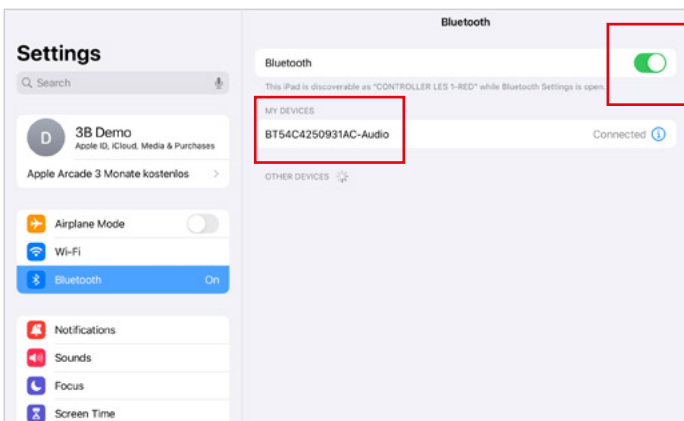 Settings
Search
D
3B Demo
Apple ID, iCloud, Media & Purchases
Apple Arcade 3 Monate kostenlos
Airplane Mode
Wi-Fi
Bluetooth On
Notifications
Sounds
Focus
Screen Time
Bluetooth
Bluetooth
This iPad is discoverable as "CONTROLLER LES 1-RED" while Bluetooth Settings is open.
MY DEVICES
BT54C4250931AC-Audio Connected
OTHER DEVICES